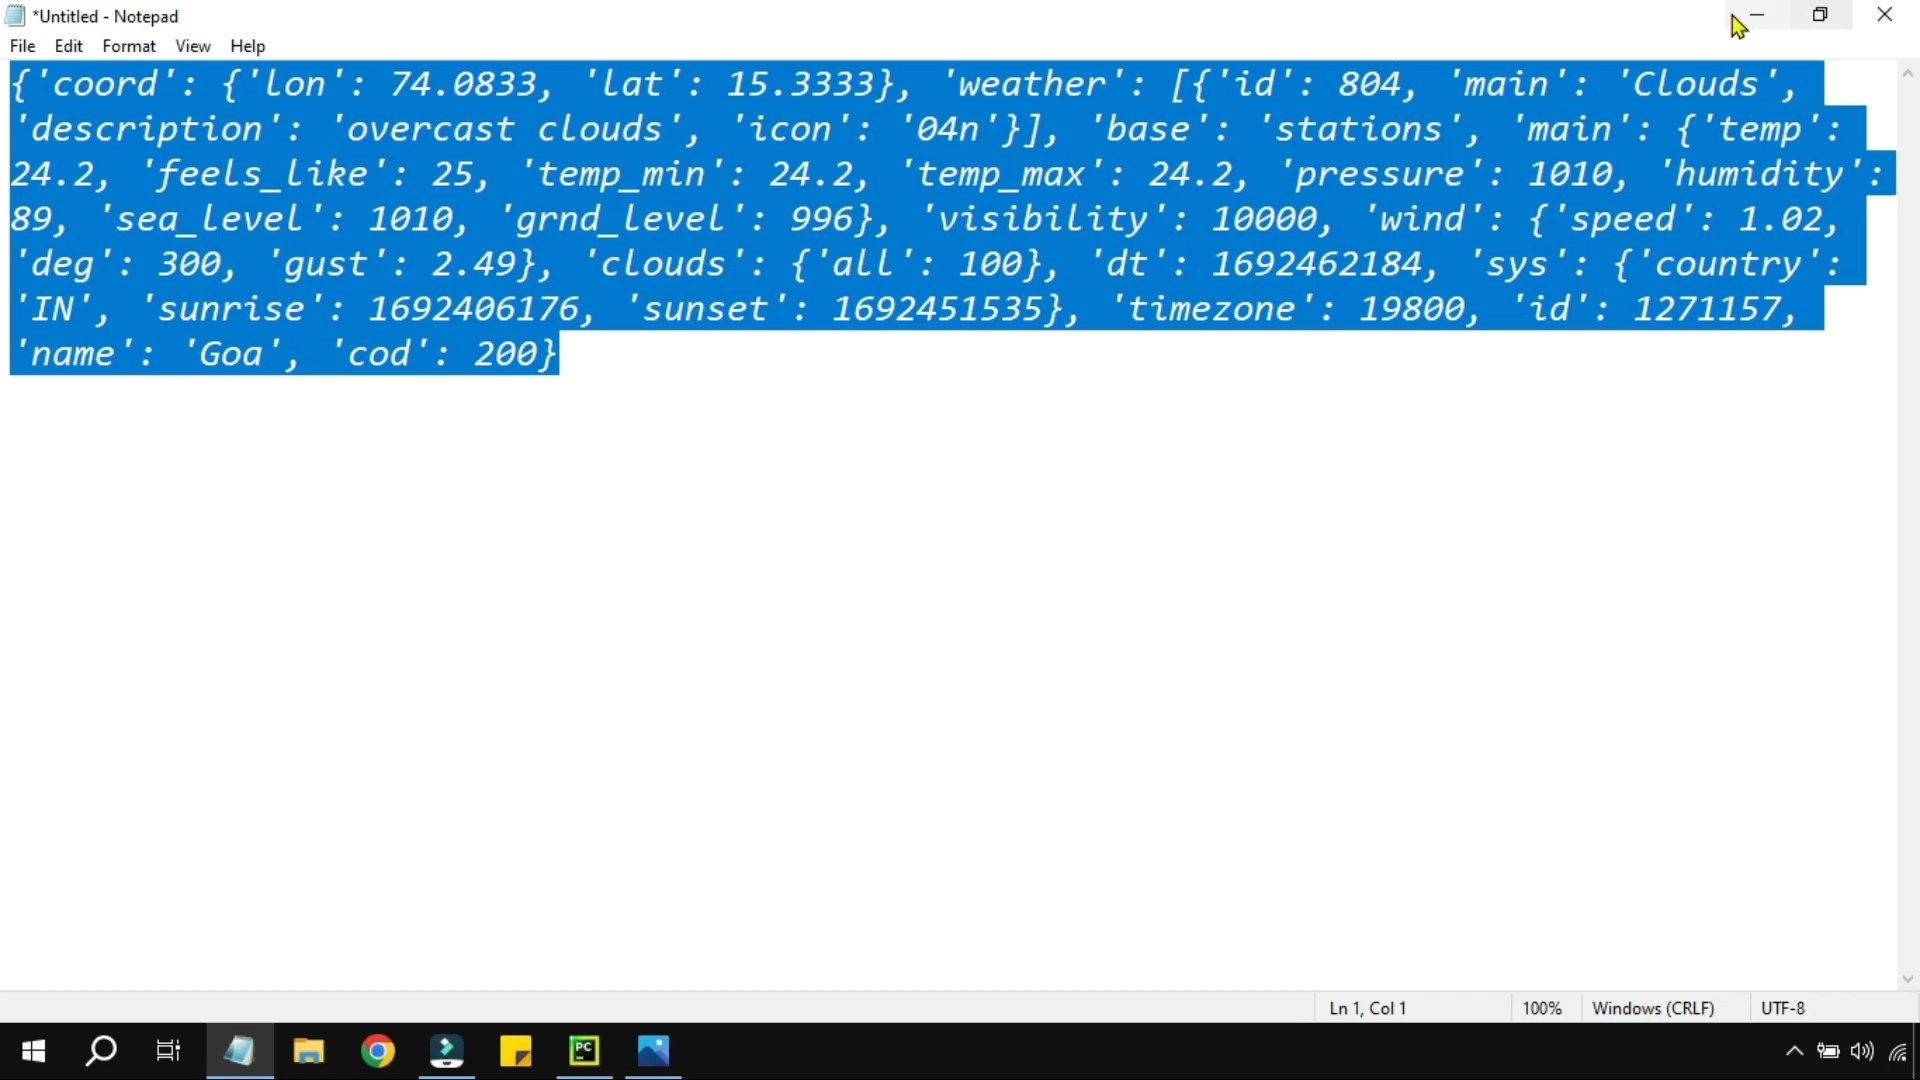 *Untitled - Notepad
File Edit Format View Help
{'coord': {'lon': 74.0833, 'lat': 15.3333}, 'weather': [{'id': 804, 'main': 'Clouds',
'description': 'overcast clouds', 'icon': '04n'}], 'base': 'stations', 'main': {'temp':
24.2, 'feels_like': 25, 'temp_min': 24.2, 'temp_max': 24.2, 'pressure': 1010, 'humidity':
89, 'sea_level': 1010, 'grnd_level': 996}, 'visibility': 10000, 'wind': {'speed': 1.02,
'deg': 300, 'gust': 2.49}, 'clouds': {'all': 100}, 'dt': 1692462184, 'sys': {'country':
'IN', 'sunrise': 1692406176, 'sunset': 1692451535}, 'timezone': 19800, 'id': 1271157,
'name': 'Goa', 'cod': 200}
Ln 1, Col 1 100% Windows (CRLF) UTF-8
PC